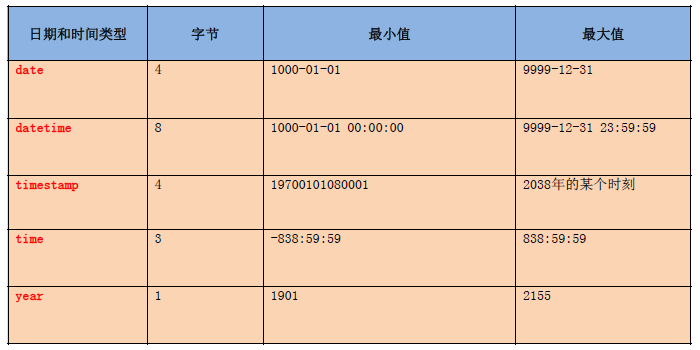 日期和时间类型 字节 最小值 最大值
date 4 1000-01-01 9999-12-31
datetime 8 1000-01-01 00:00:00 9999-12-31 23:59:59
timestamp 4 19700101080001 2038年的某个时刻
time 3 -838:59:59 838:59:59
year 1 1901 2155